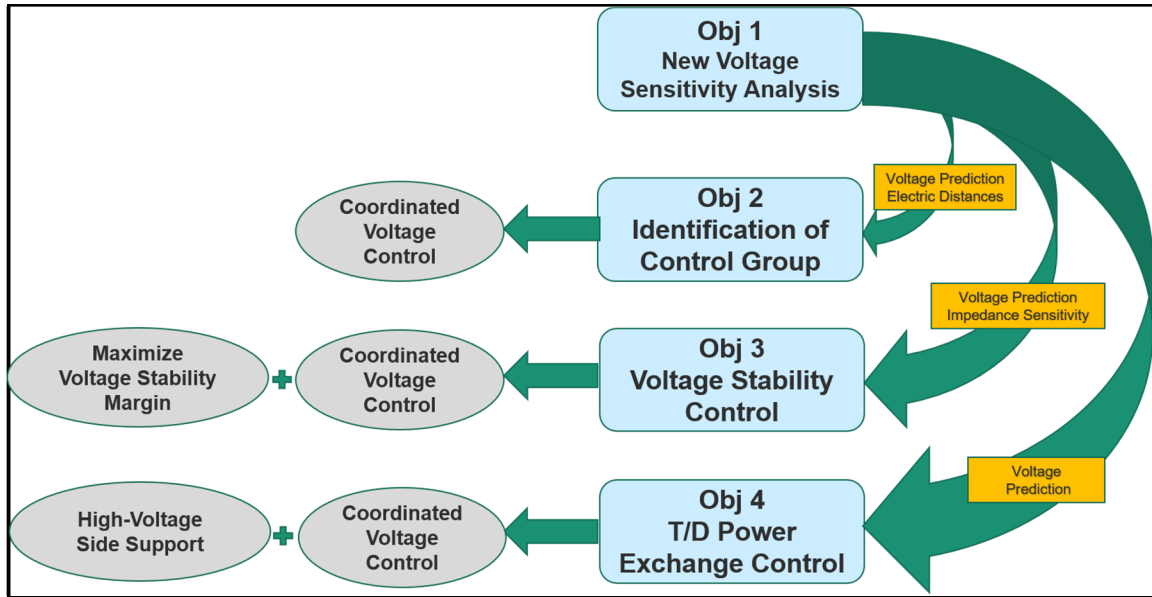 Obj 1
New Voltage
Sensitivity Analysis
Voltage Prediction
Electric Distances
Obj 2
Identification of
Control Group
Coordinated
Voltage
Control
Voltage Prediction
Impedance Sensitivity
Obj 3
Voltage Stability
Control
Coordinated
Voltage
Control
+
Maximize
Voltage Stability
Margin
Voltage
Prediction
Obj 4
T/D Power
Exchange Control
Coordinated
Voltage
Control
+
High-Voltage
Side Support